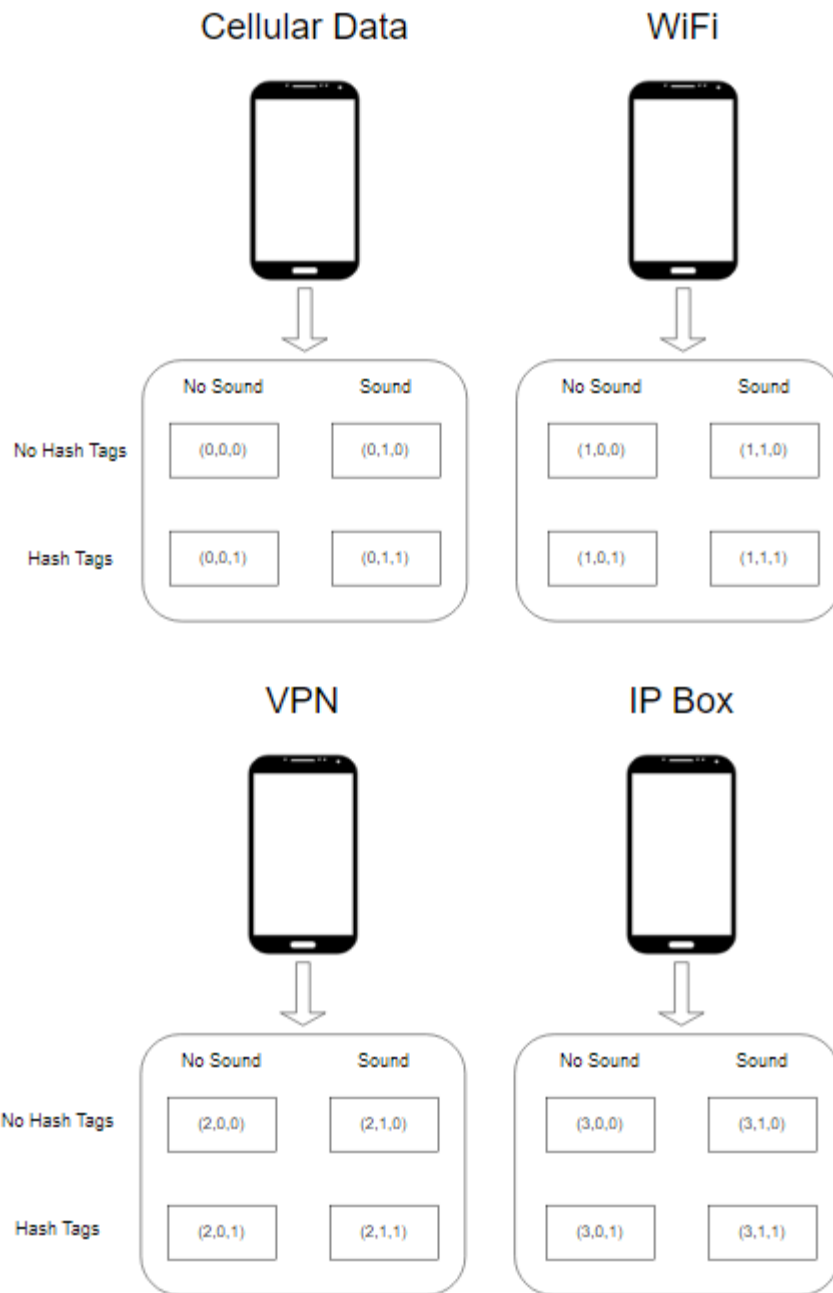 Cellular Data WiFi
No Sound Sound No Sound Sound
No Hash Tags (0,0,0) (0,1,0) (1,0,0) (1,1,0)
Hash Tags (0,0,1) (0,1,1) (1,0,1) (1,1,1)
VPN IP Box
No Sound Sound No Sound Sound
No Hash Tags (2,0,0) (2,1,0) (3,0,0) (3,1,0)
Hash Tags (2,0,1) (2,1,1) (3,0,1) (3,1,1)